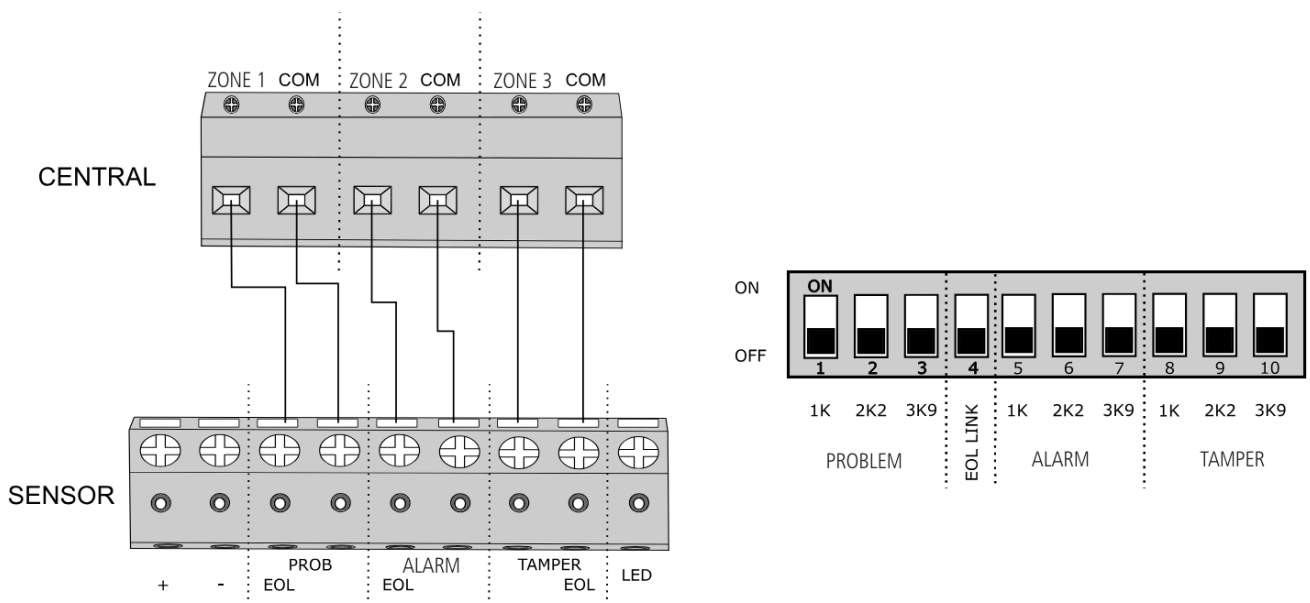 ZONE 1 COM ZONE 2 COM ZONE 3 COM
CENTRAL
SENSOR
PROB ALARM TAMPER LED
+ - EOL EOL EOL
ON ON
OFF
1 2 3 4 5 6 7 8 9 10
1K 2K2 3K9 EOL LINK 1K 2K2 3K9 1K 2K2 3K9
PROBLEM ALARM TAMPER